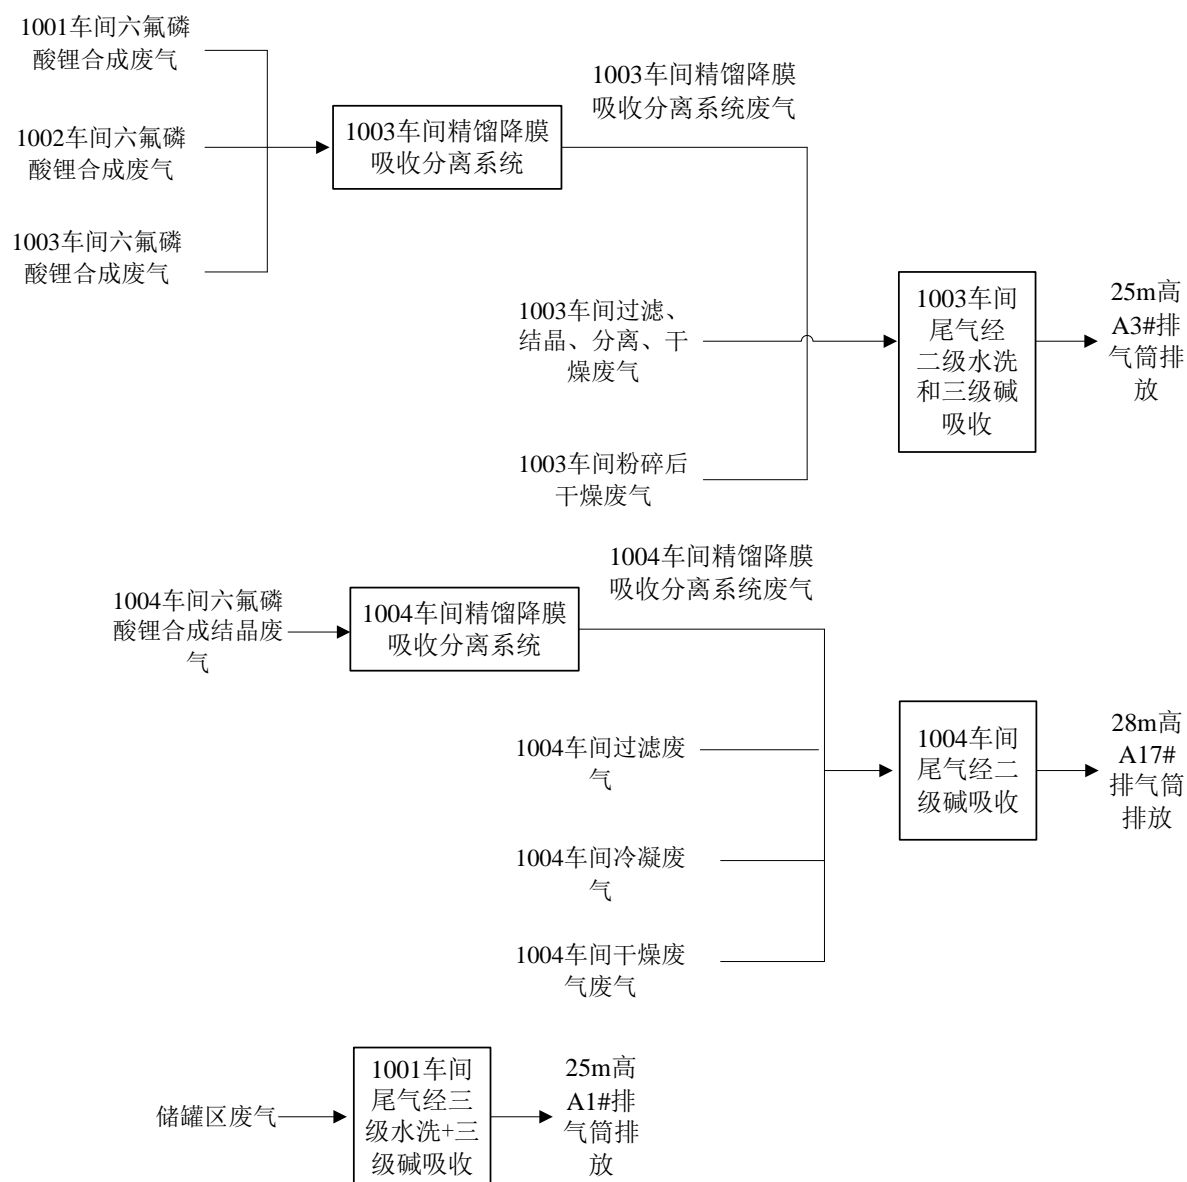 1001车间六氟磷
酸锂合成废气
1002车间六氟磷
酸锂合成废气
1003车间六氟磷
酸锂合成废气
1003车间精馏降膜
吸收分离系统
1003车间精馏降膜
吸收分离系统废气
1003车间过滤、
结晶、分离、干
燥废气
1003车间粉碎后
干燥废气
1003车间
尾气经
二级水洗
和三级碱
吸收
25m高
A3#排
气筒排
放
1004车间六氟磷
酸锂合成结晶废
气
1004车间精馏降膜
吸收分离系统
1004车间精馏降膜
吸收分离系统废气
1004车间过滤废
气
1004车间冷凝废
气
1004车间干燥废
气废气
1004车间
尾气经二
级碱吸收
28m高
A17#
排气筒
排放
储罐区废气
1001车间
尾气经三
级水洗+三
级碱吸收
25m高
A1#排
气筒排
放